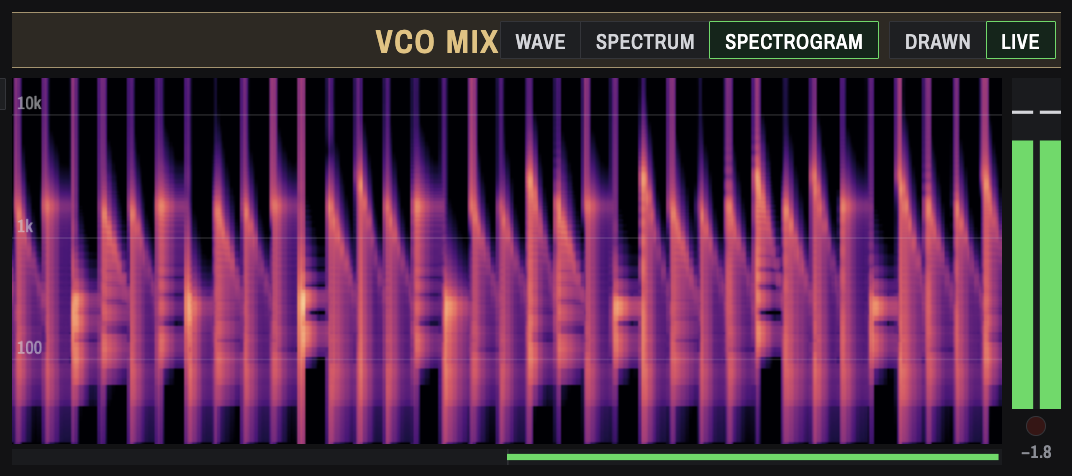 VCO MIX WAVE SPECTRUM SPECTROGRAM DRAWN LIVE
10k
1k
100
−1.8